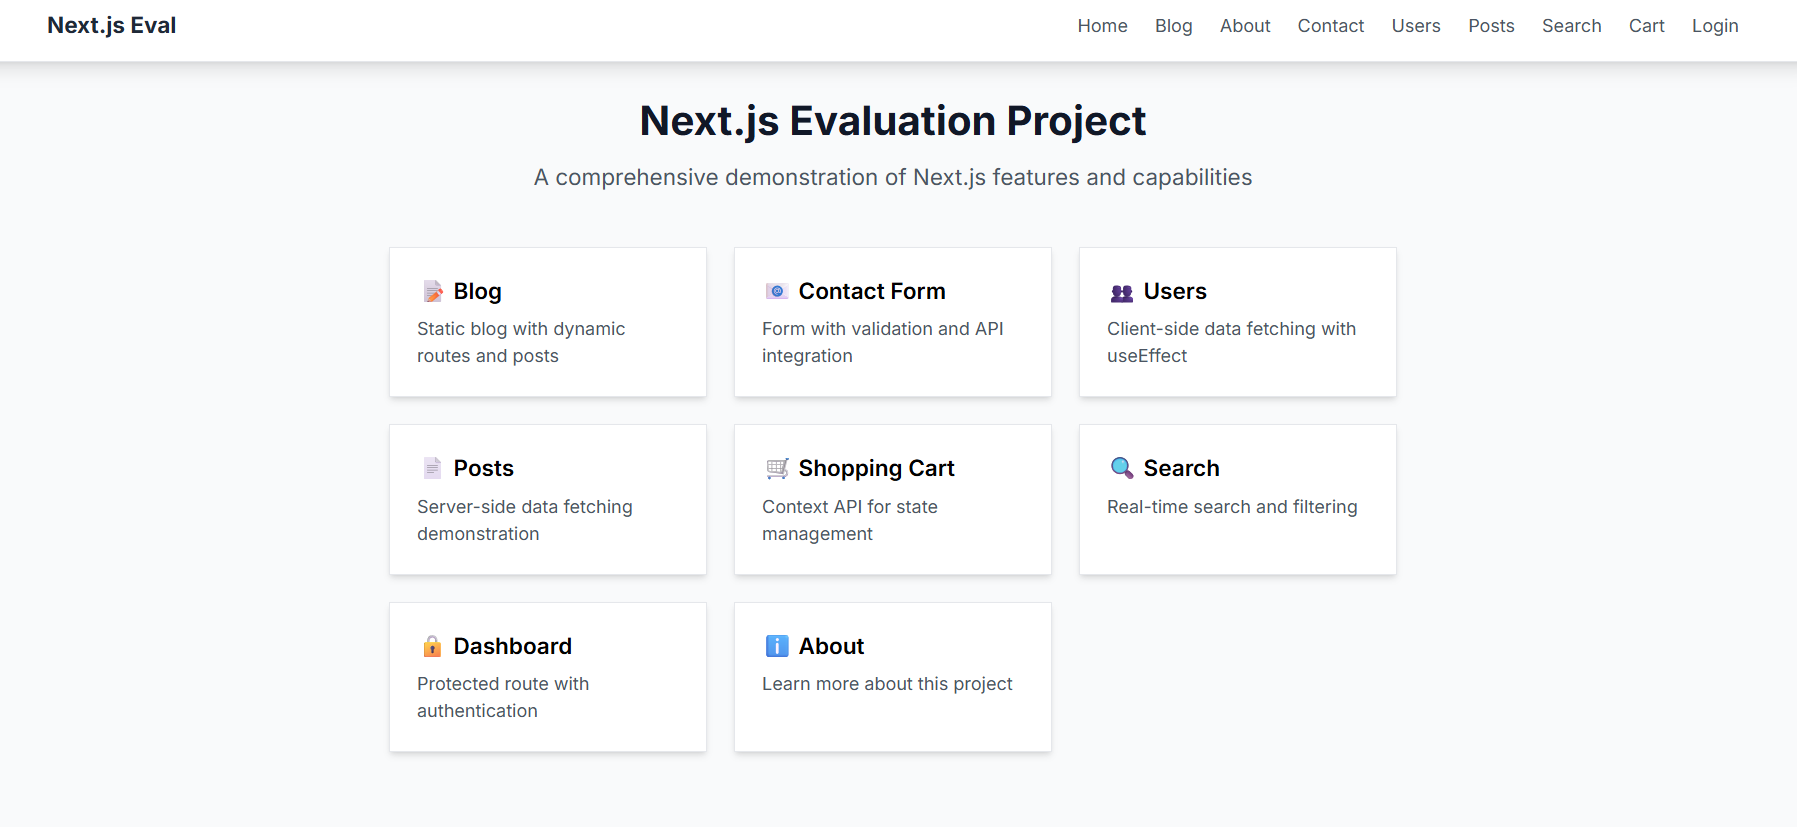 Next.js Eval
Home Blog About Contact Users Posts Search Cart Login
Next.js Evaluation Project
A comprehensive demonstration of Next.js features and capabilities
Blog
Static blog with dynamic
routes and posts
Contact Form
Form with validation and API
integration
Users
Client-side data fetching with
useEffect
Posts
Server-side data fetching
demonstration
Shopping Cart
Context API for state
management
Search
Real-time search and filtering
Dashboard
Protected route with
authentication
About
Learn more about this project